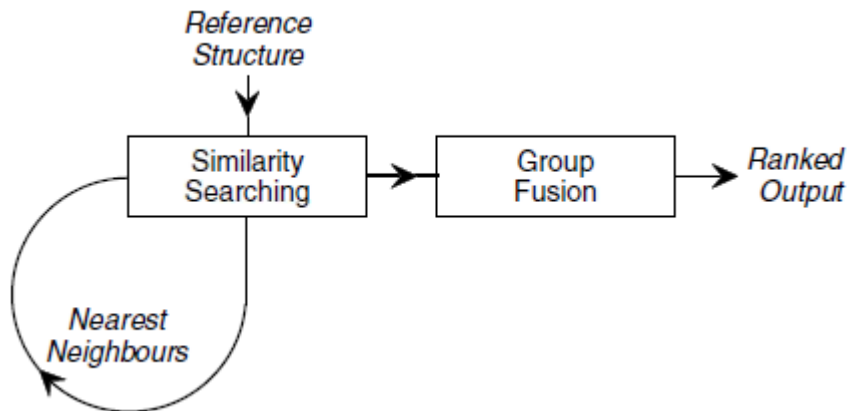 Reference
Structure
Similarity
Searching
Group
Fusion
Ranked
Output
Nearest
Neighbours